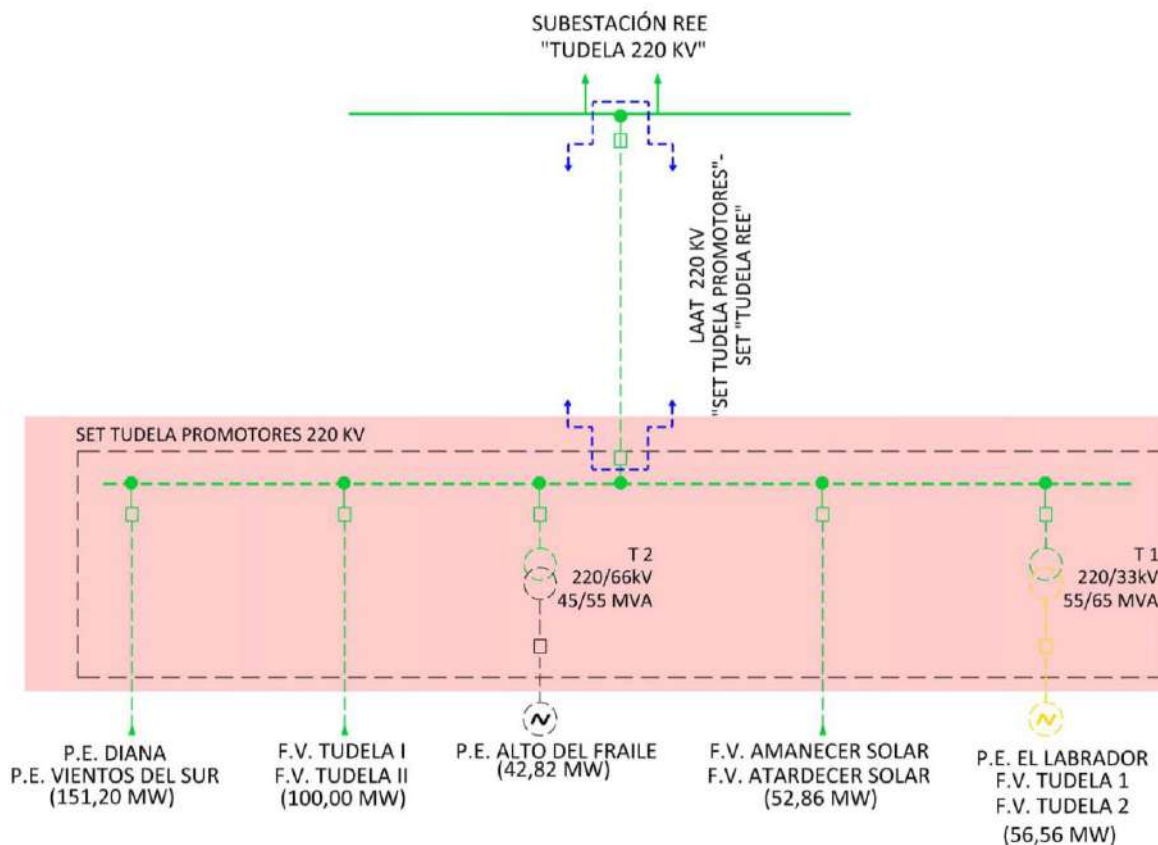 SUBESTACIÓN REE
"TUDELA 220 KV"
LAAT 220 KV
"SET TUDELA PROMOTORES"-
SET "TUDELA REE"
SET TUDELA PROMOTORES 220 KV
T 2
220/66kV
45/55 MVA
T 1
220/33kV
55/65 MVA
P.E. DIANA
P.E. VIENTOS DEL SUR
(151,20 MW)
F.V. TUDELA I
F.V. TUDELA II
(100,00 MW)
P.E. ALTO DEL FRAILE
(42,82 MW)
F.V. AMANECER SOLAR
F.V. ATARDECER SOLAR
(52,86 MW)
P.E. EL LABRADOR
F.V. TUDELA 1
F.V. TUDELA 2
(56,56 MW)